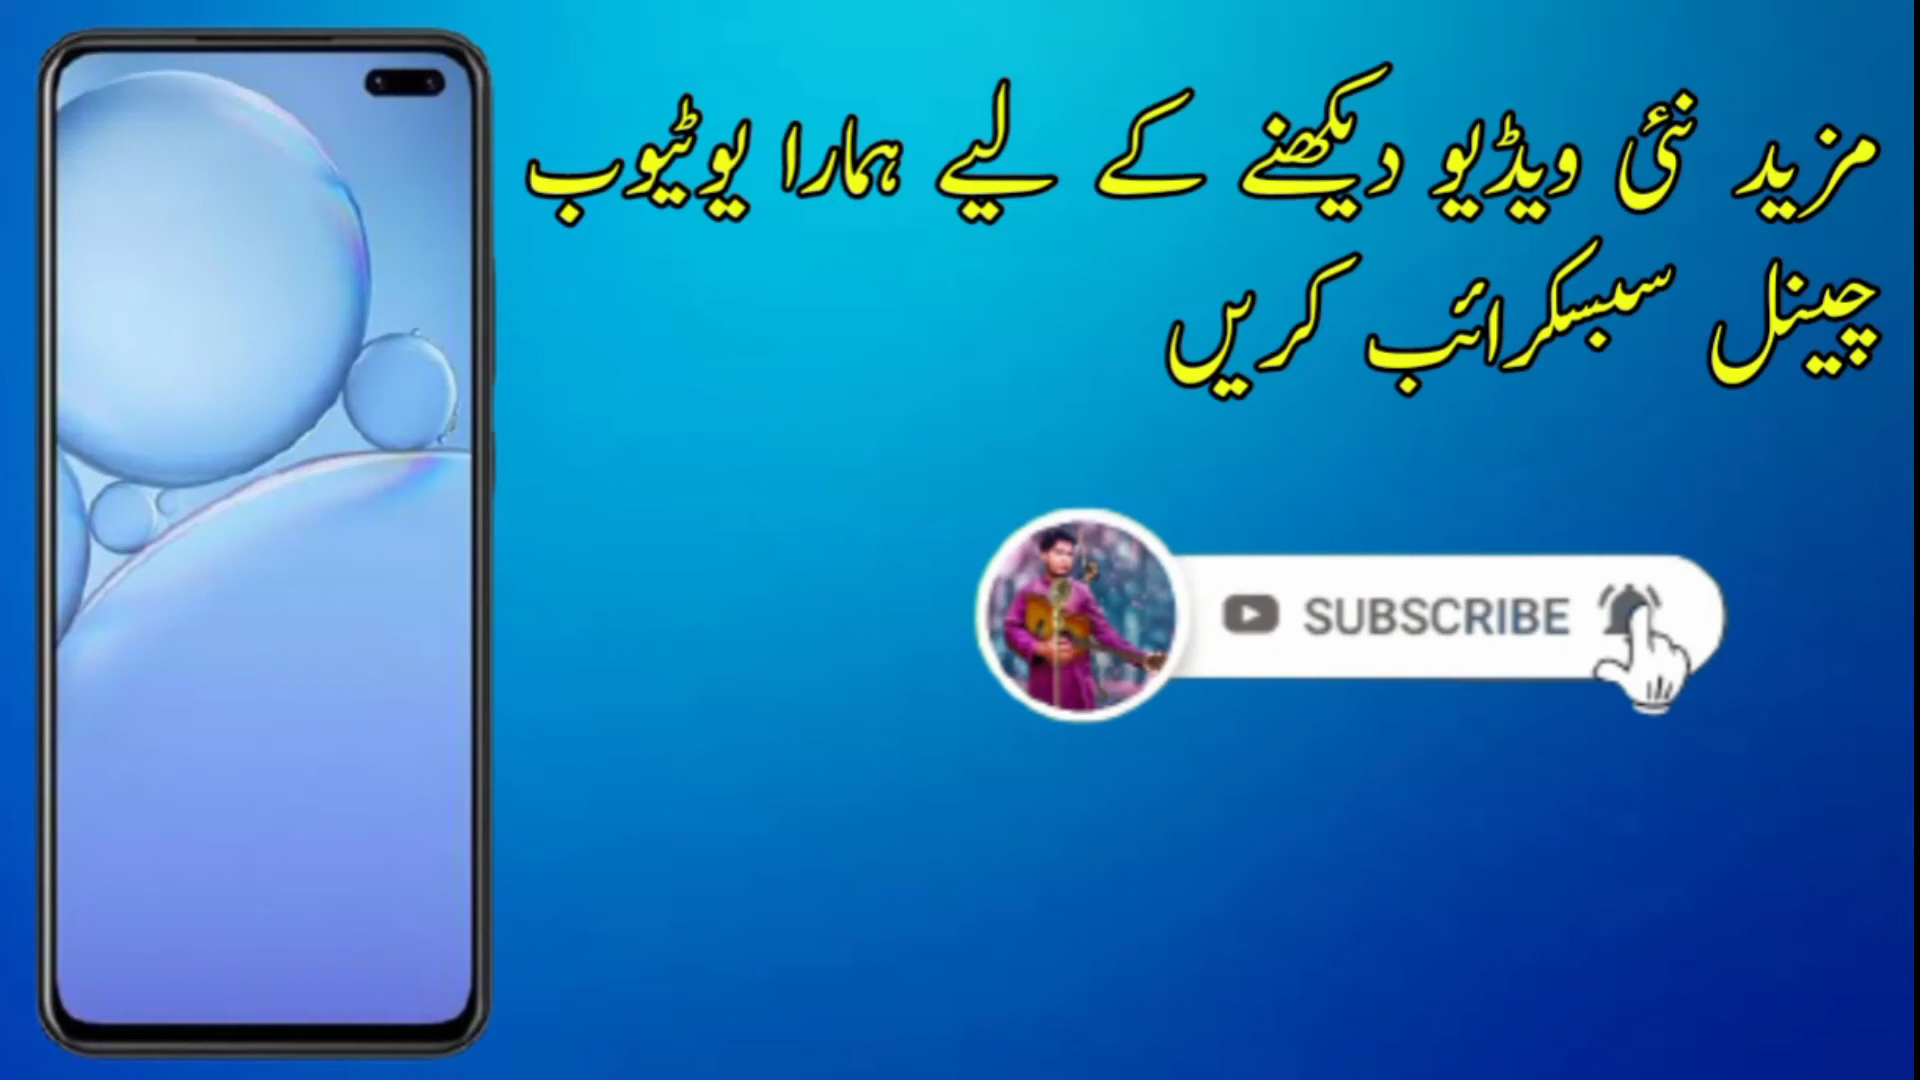 مزید نئی ویڈیو دیکھنے کے لیے ہمارا یوٹیوب
چینل سبسکرائب کریں
SUBSCRIBE